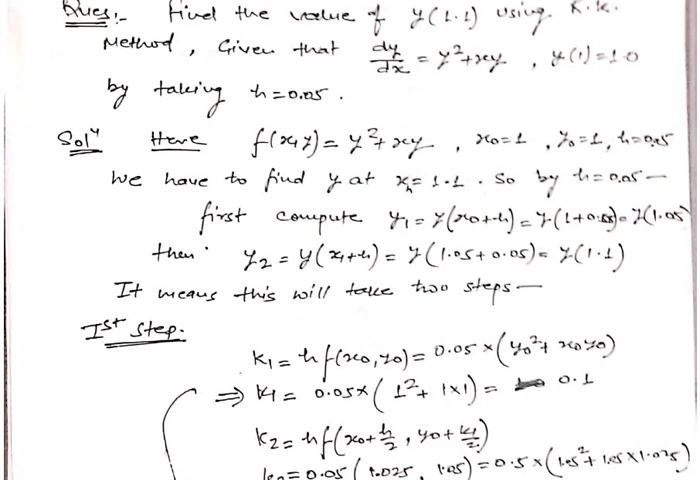 Ques:- Find the value of y(1.1) using R.K.
Method, Given that dy/dx = y²+xy, y(1)=1.0
by taking h=0.05.
Solⁿ Here f(x,y) = y²+xy, x₀=1, y₀=1, h=0.05
We have to find y at xₙ=1.1. So by h=0.05—
first compute y₁ = y(x₀+h) = y(1+0.05) = y(1.05)
then y₂ = y(x₁+h) = y(1.05+0.05) = y(1.1)
It means this will take two steps—
Iˢᵗ Step.
K₁ = hf(x₀,y₀) = 0.05×(y₀²+x₀y₀)
⇒ K₁ = 0.05×(1²+1×1) = 0.1
K₂ = hf(x₀+h/2, y₀+K₁/2)
K₂ = 0.05(1.025, 1.05) = 0.5×(1.05²+1.05×1.025)